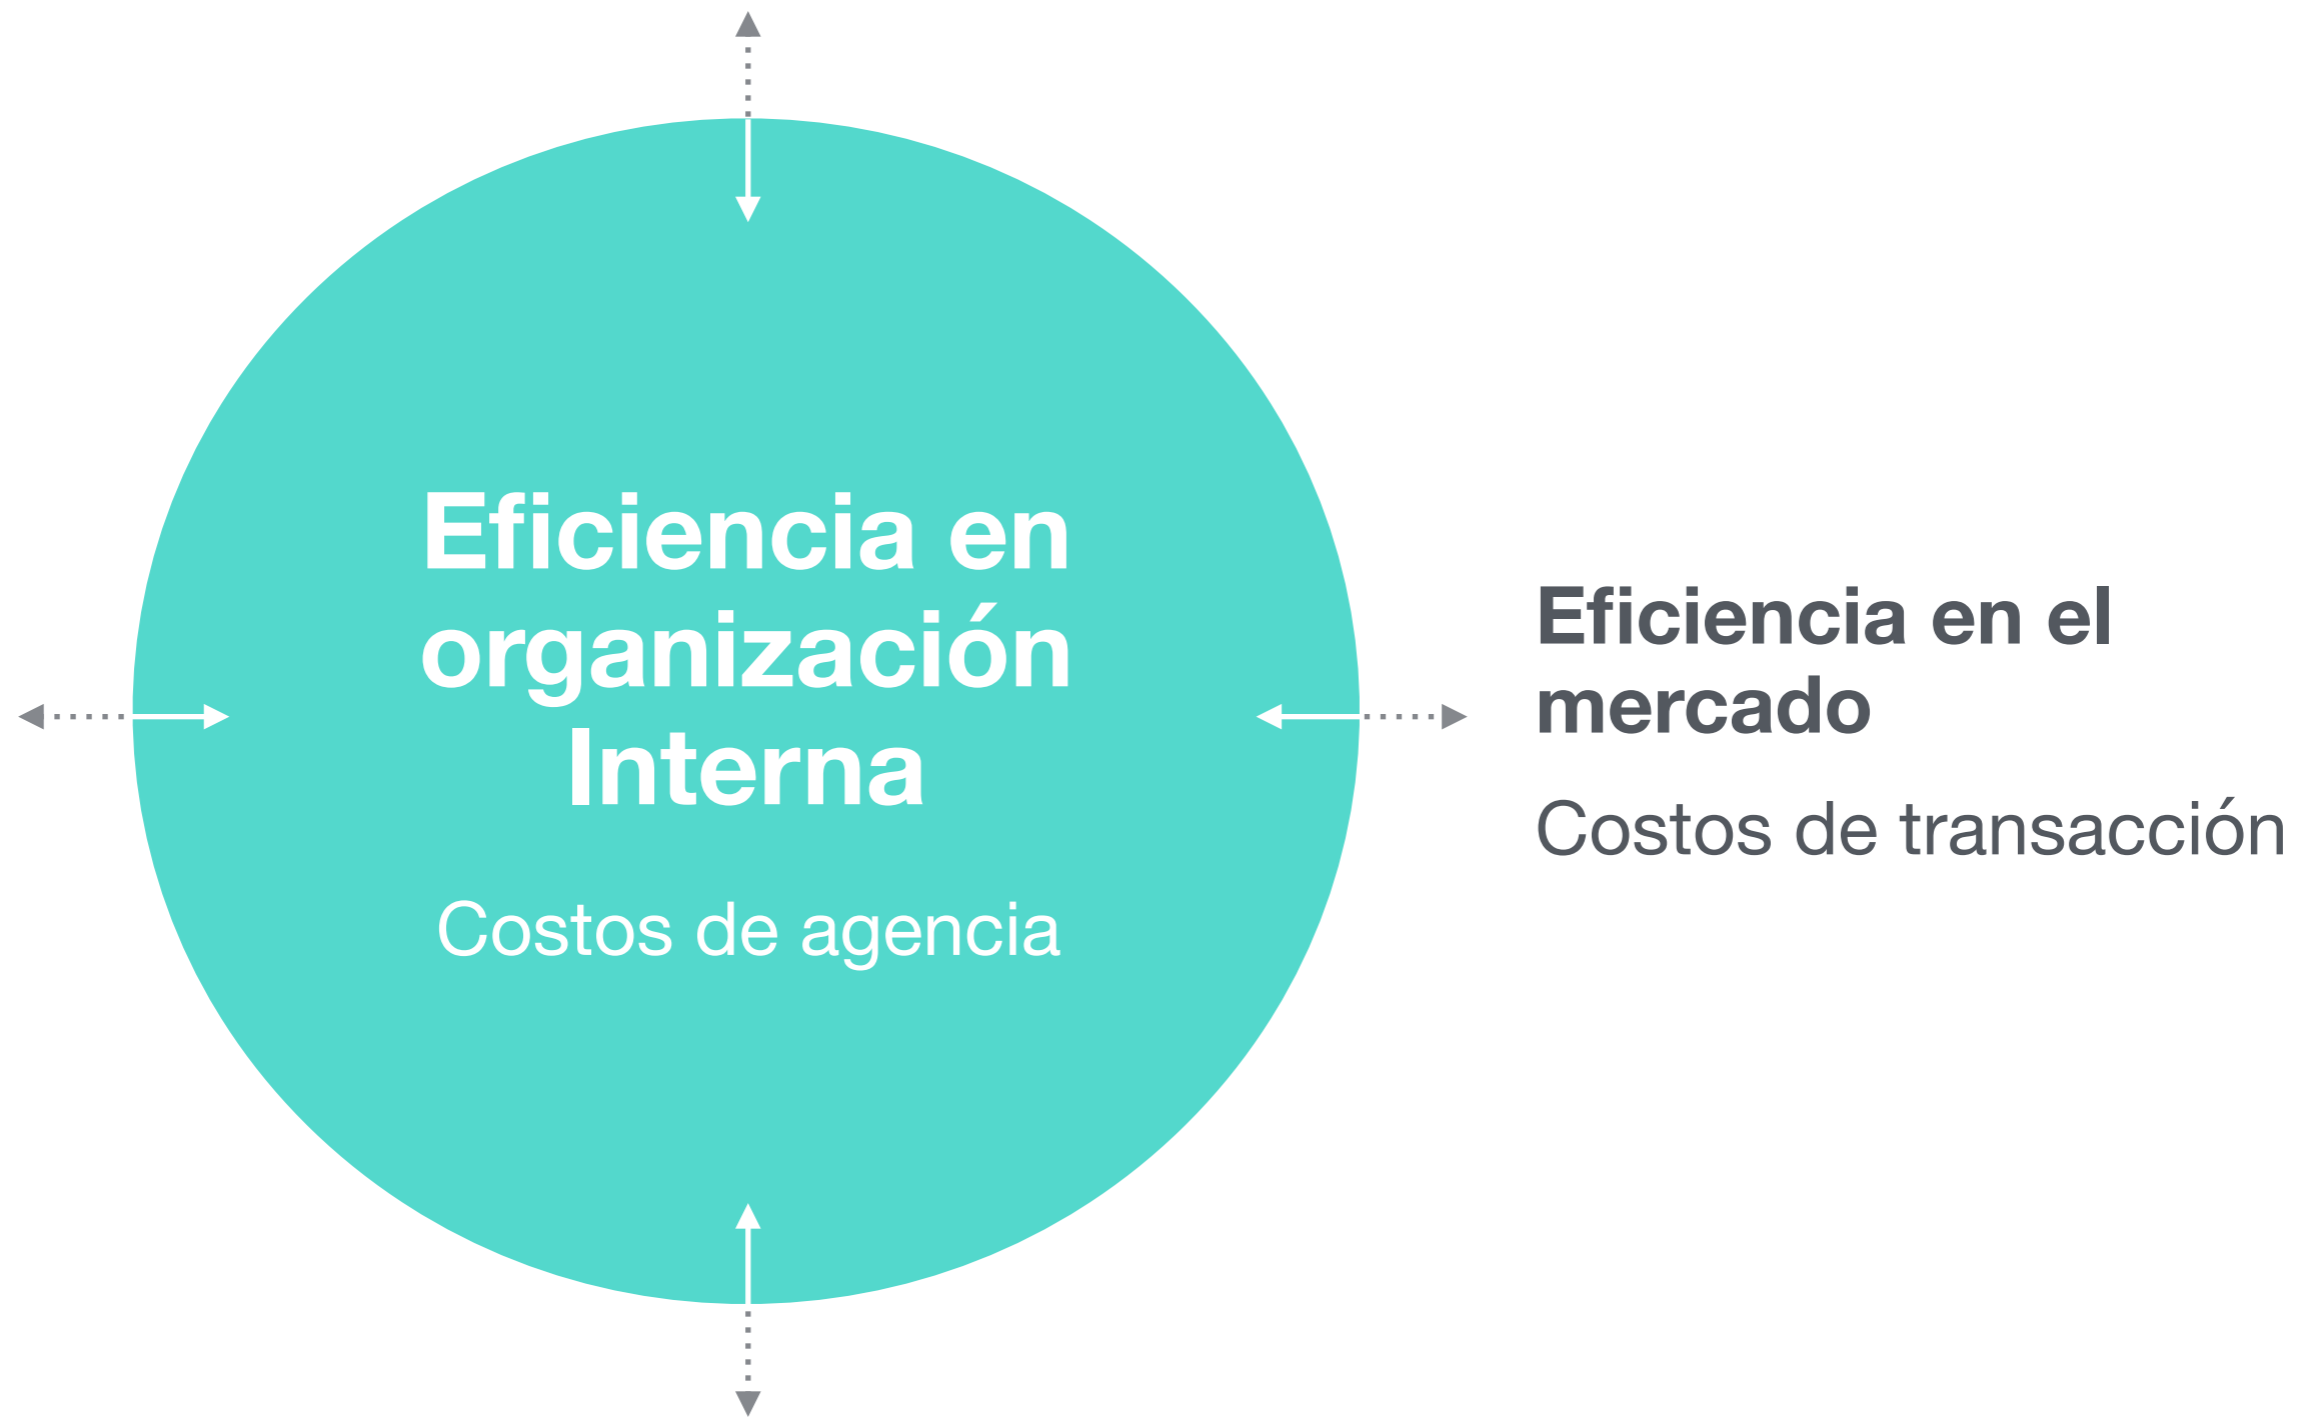 Eficiencia en
organización
Interna
Costos de agencia
Eficiencia en el
mercado
Costos de transacción